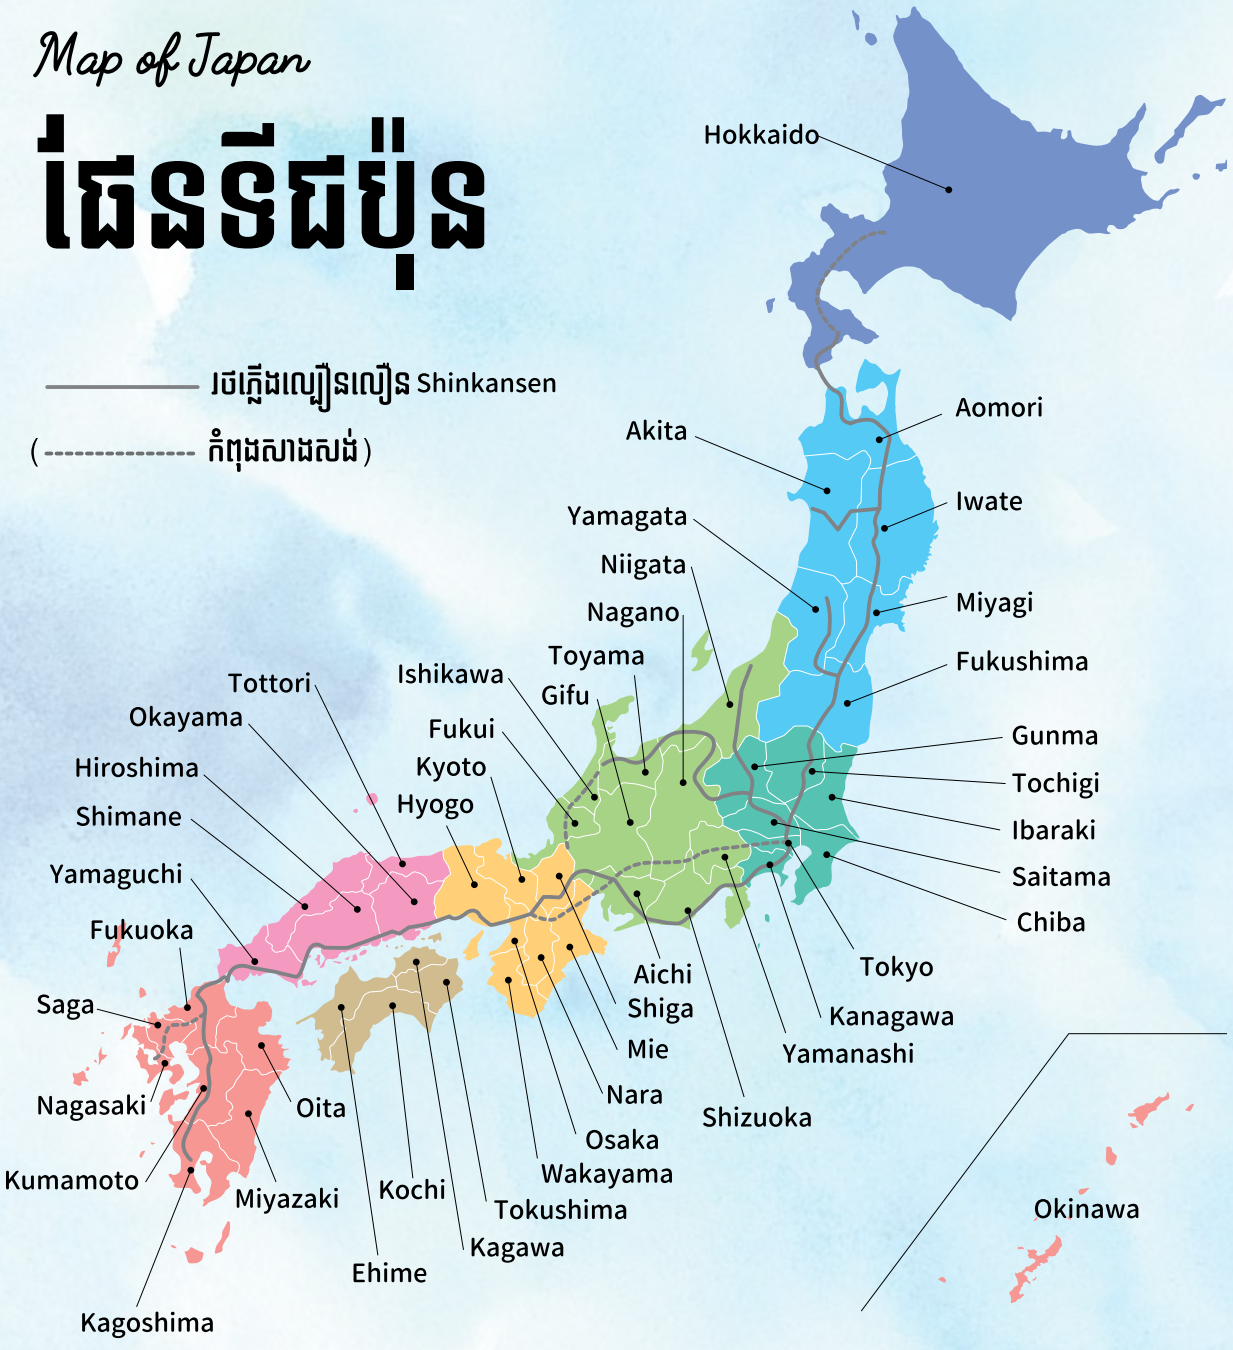 Map of Japan
ផែនទីជប៉ុន
រថភ្លើងល្បឿនលឿន Shinkansen
( កំពុងសាងសង់ )
Hokkaido
Aomori
Akita
Iwate
Yamagata
Niigata
Nagano
Miyagi
Toyama
Fukushima
Ishikawa
Tottori
Gifu
Okayama
Fukui
Gunma
Kyoto
Hiroshima
Tochigi
Hyogo
Shimane
Ibaraki
Yamaguchi
Saitama
Chiba
Fukuoka
Tokyo
Aichi
Saga
Shiga
Kanagawa
Mie
Yamanashi
Nara
Nagasaki
Oita
Shizuoka
Osaka
Wakayama
Kumamoto
Kochi
Miyazaki
Tokushima
Okinawa
Kagawa
Ehime
Kagoshima